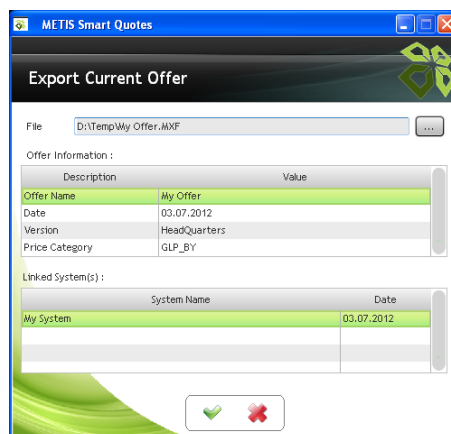 METIS Smart Quotes
Export Current Offer
File D:\Temp\My Offer.MXF ...
Offer Information :
Description Value
Offer Name My Offer
Date 03.07.2012
Version HeadQuarters
Price Category GLP_BY
Linked System(s) :
System Name Date
My System 03.07.2012